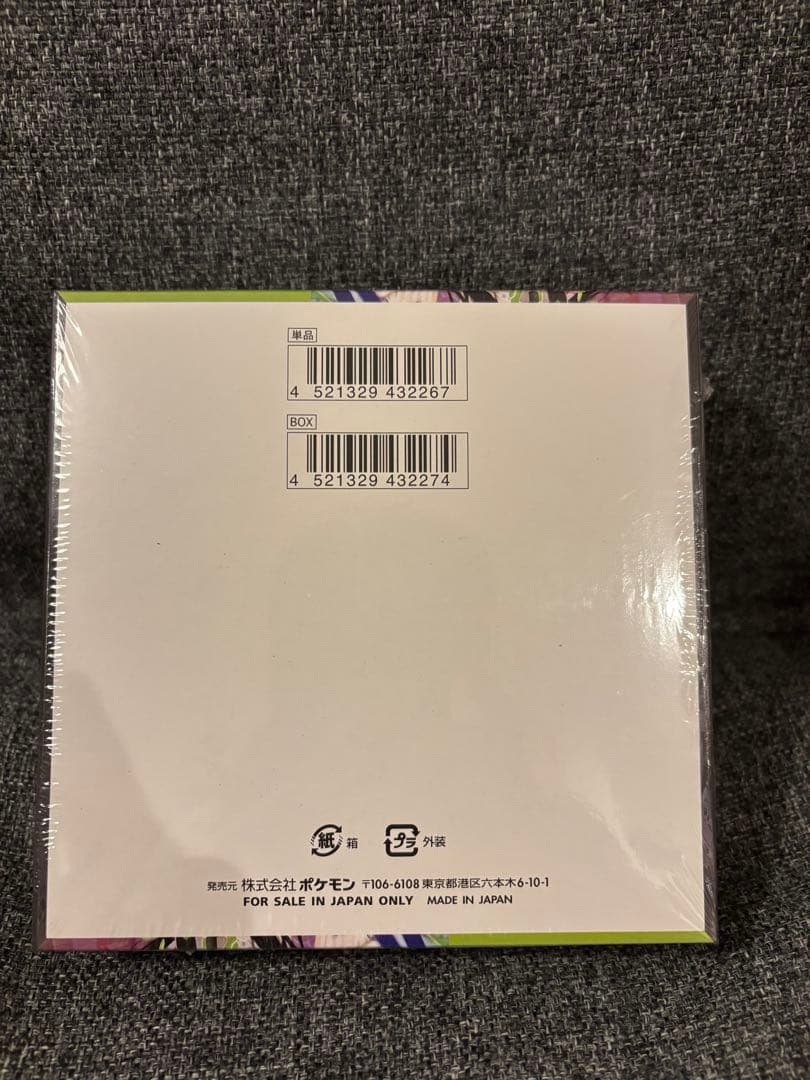 単品
4 521329 432267
BOX
4 521329 432274
紙 箱 プラ 外装
発売元 株式会社ポケモン 〒106-6108 東京都港区六本木6-10-1
FOR SALE IN JAPAN ONLY MADE IN JAPAN